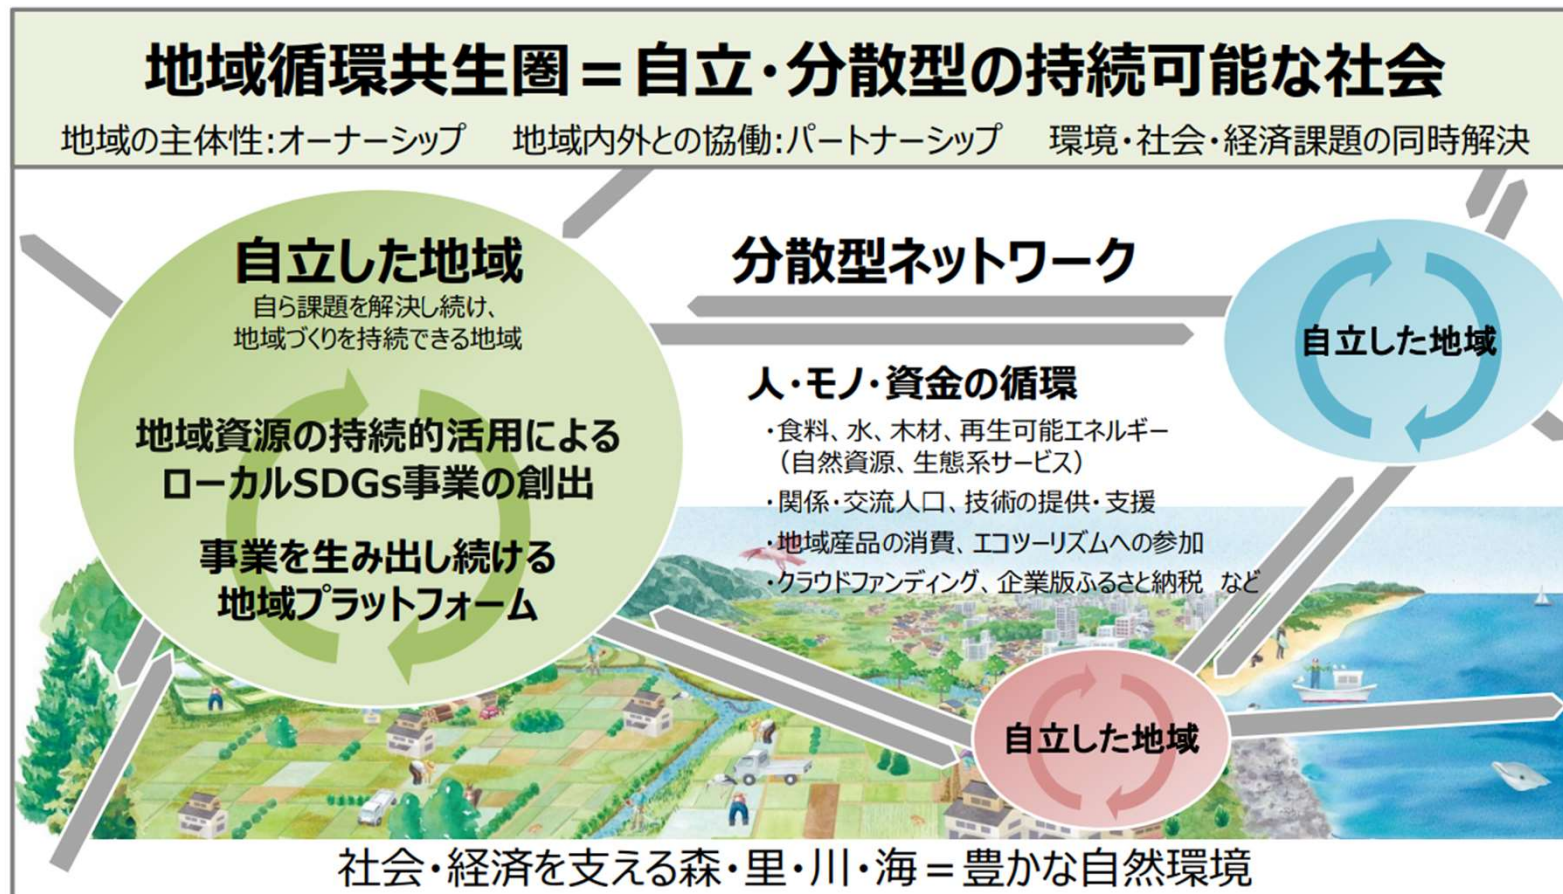 地域循環共生圏＝自立・分散型の持続可能な社会
地域の主体性：オーナーシップ　地域内外との協働：パートナーシップ　環境・社会・経済課題の同時解決
自立した地域
自ら課題を解決し続け、
地域づくりを持続できる地域
地域資源の持続的活用による
ローカルSDGs事業の創出
事業を生み出し続ける
地域プラットフォーム
分散型ネットワーク
人・モノ・資金の循環
・食料、水、木材、再生可能エネルギー
（自然資源、生態系サービス）
・関係・交流人口、技術の提供・支援
・地域産品の消費、エコツーリズムへの参加
・クラウドファンディング、企業版ふるさと納税　など
自立した地域
自立した地域
社会・経済を支える森・里・川・海＝豊かな自然環境